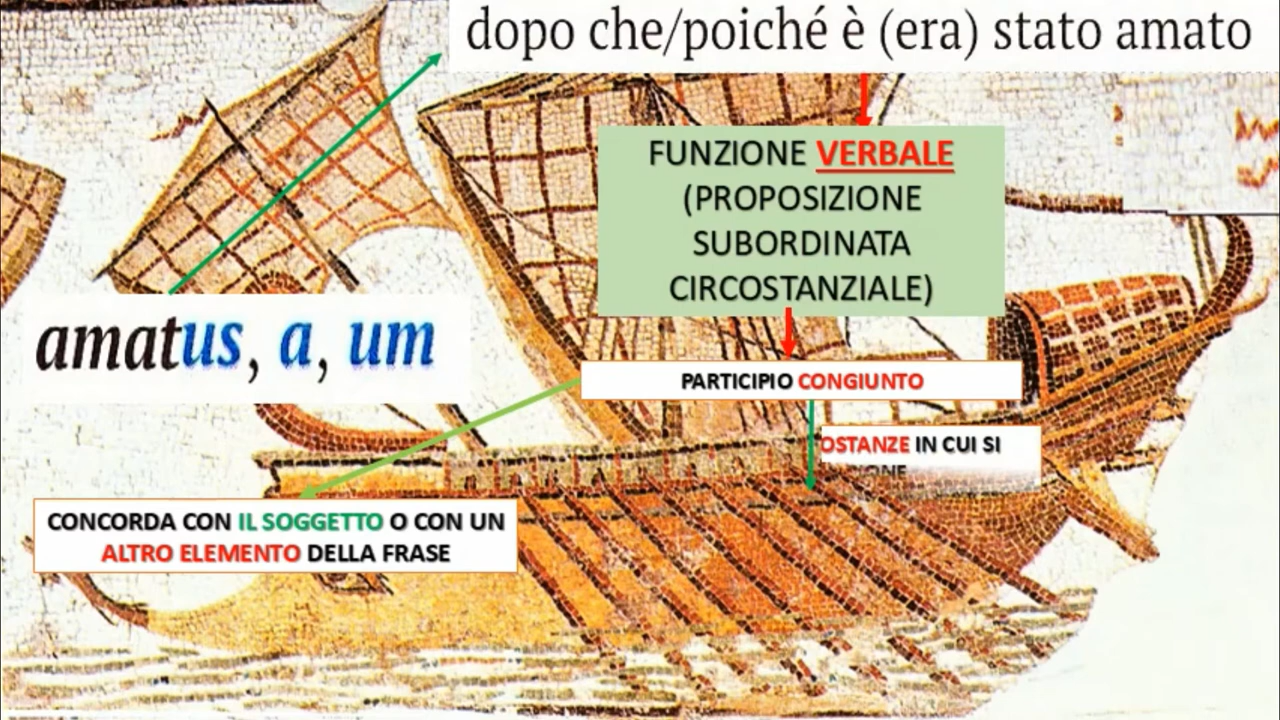 dopo che/poiché è (era) stato amato
FUNZIONE VERBALE
(PROPOSIZIONE
SUBORDINATA
CIRCOSTANZIALE)
amatus, a, um
PARTICIPIO CONGIUNTO
OSTANZE IN CUI SI
CONCORDA CON IL SOGGETTO O CON UN
ALTRO ELEMENTO DELLA FRASE